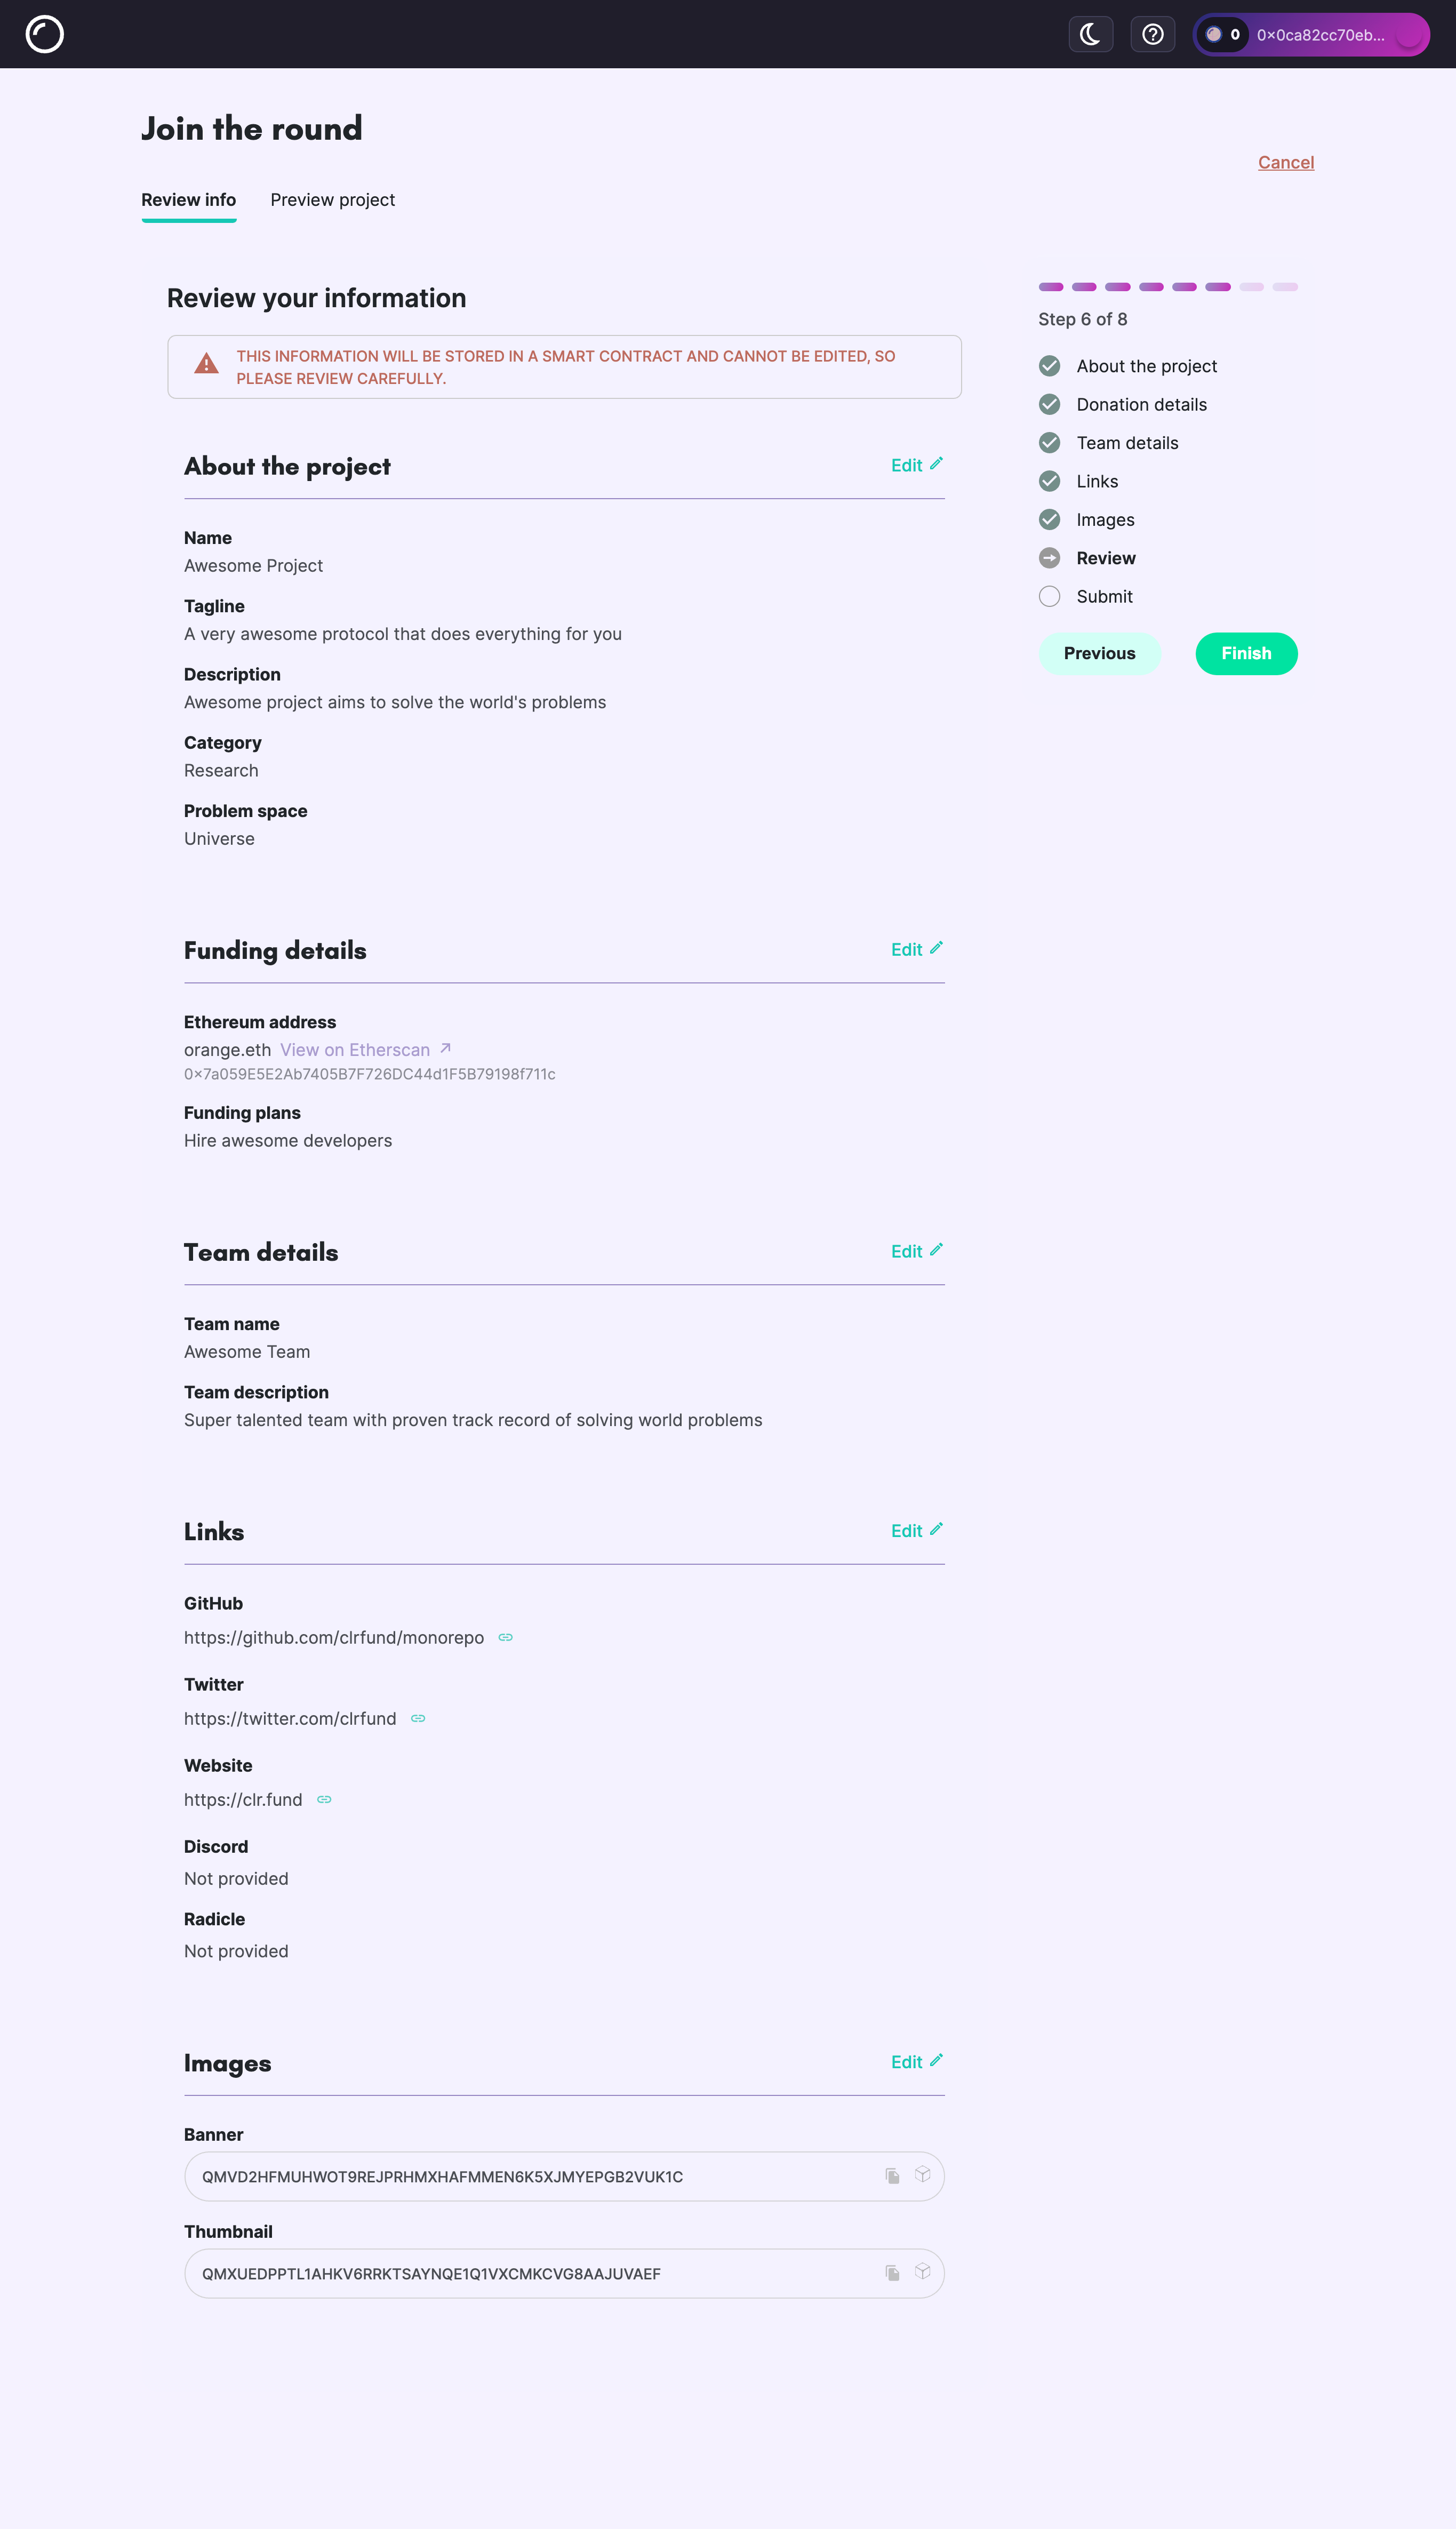 0
0×0ca82cc70eb...
Join the round
Cancel
Review info
Preview project
Review your information
THIS INFORMATION WILL BE STORED IN A SMART CONTRACT AND CANNOT BE EDITED, SO
PLEASE REVIEW CAREFULLY.
About the project
Edit
Name
Awesome Project
Tagline
A very awesome protocol that does everything for you
Description
Awesome project aims to solve the world's problems
Category
Research
Problem space
Universe
Funding details
Edit
Ethereum address
orange.eth View on Etherscan
0×7a059E5E2Ab7405B7F726DC44d1F5B79198f711c
Funding plans
Hire awesome developers
Team details
Edit
Team name
Awesome Team
Team description
Super talented team with proven track record of solving world problems
Links
Edit
GitHub
https://github.com/clrfund/monorepo
Twitter
https://twitter.com/clrfund
Website
https://clr.fund
Discord
Not provided
Radicle
Not provided
Images
Edit
Banner
QMVD2HFMUHWOT9REJPRHMXHAFMMEN6K5XJMYEPGB2VUK1C
Thumbnail
QMXUEDPPTL1AHKV6RRKTSAYNQE1Q1VXCMKCVG8AAJUVAEF
Step 6 of 8
About the project
Donation details
Team details
Links
Images
Review
Submit
Previous
Finish